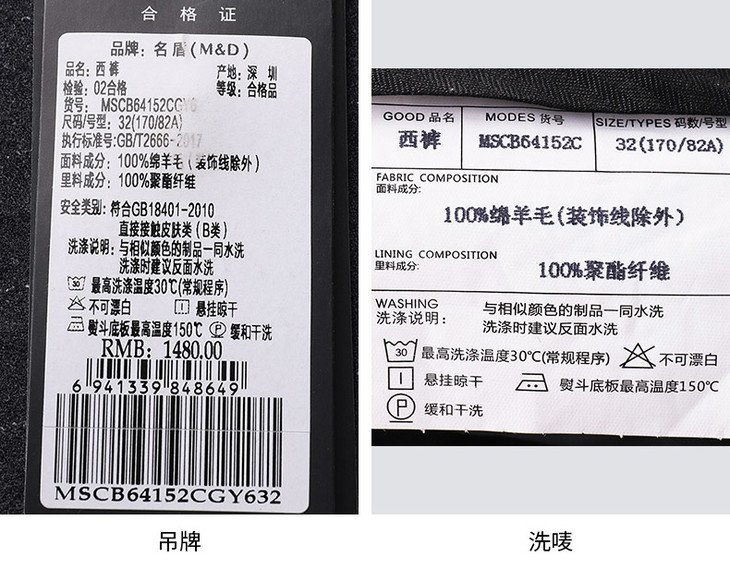 合格证
品牌: 名盾(M&D)
品名: 西裤 产地: 深圳
检验: 02合格 等级: 合格品
货号: MSCB64152CGY6
尺码/号型: 32(170/82A)
执行标准号:GB/T2666-2017
面料成分: 100%绵羊毛(装饰线除外)
里料成分: 100%聚酯纤维
安全类别: 符合GB18401-2010
直接接触皮肤类(B类)
洗涤说明: 与相似颜色的制品一同水洗
洗涤时建议反面水洗
30 最高洗涤温度30℃(常规程序)
不可漂白 悬挂晾干
熨斗底板最高温度150℃ P 缓和干洗
RMB: 1480.00
6 941339 848649
MSCB64152CGY632
吊牌
GOOD 品名 MODES 货号 SIZE/TYPES 码数/号型
西裤 MSCB64152C 32(170/82A)
FABRIC COMPOSITION
面料成分:
100%绵羊毛(装饰线除外)
LINING COMPOSITION
里料成分:
100%聚酯纤维
WASHING 与相似颜色的制品一同水洗
洗涤说明: 洗涤时建议反面水洗
30 最高洗涤温度30℃(常规程序) 不可漂白
悬挂晾干 熨斗底板最高温度150℃
P 缓和干洗
洗唛